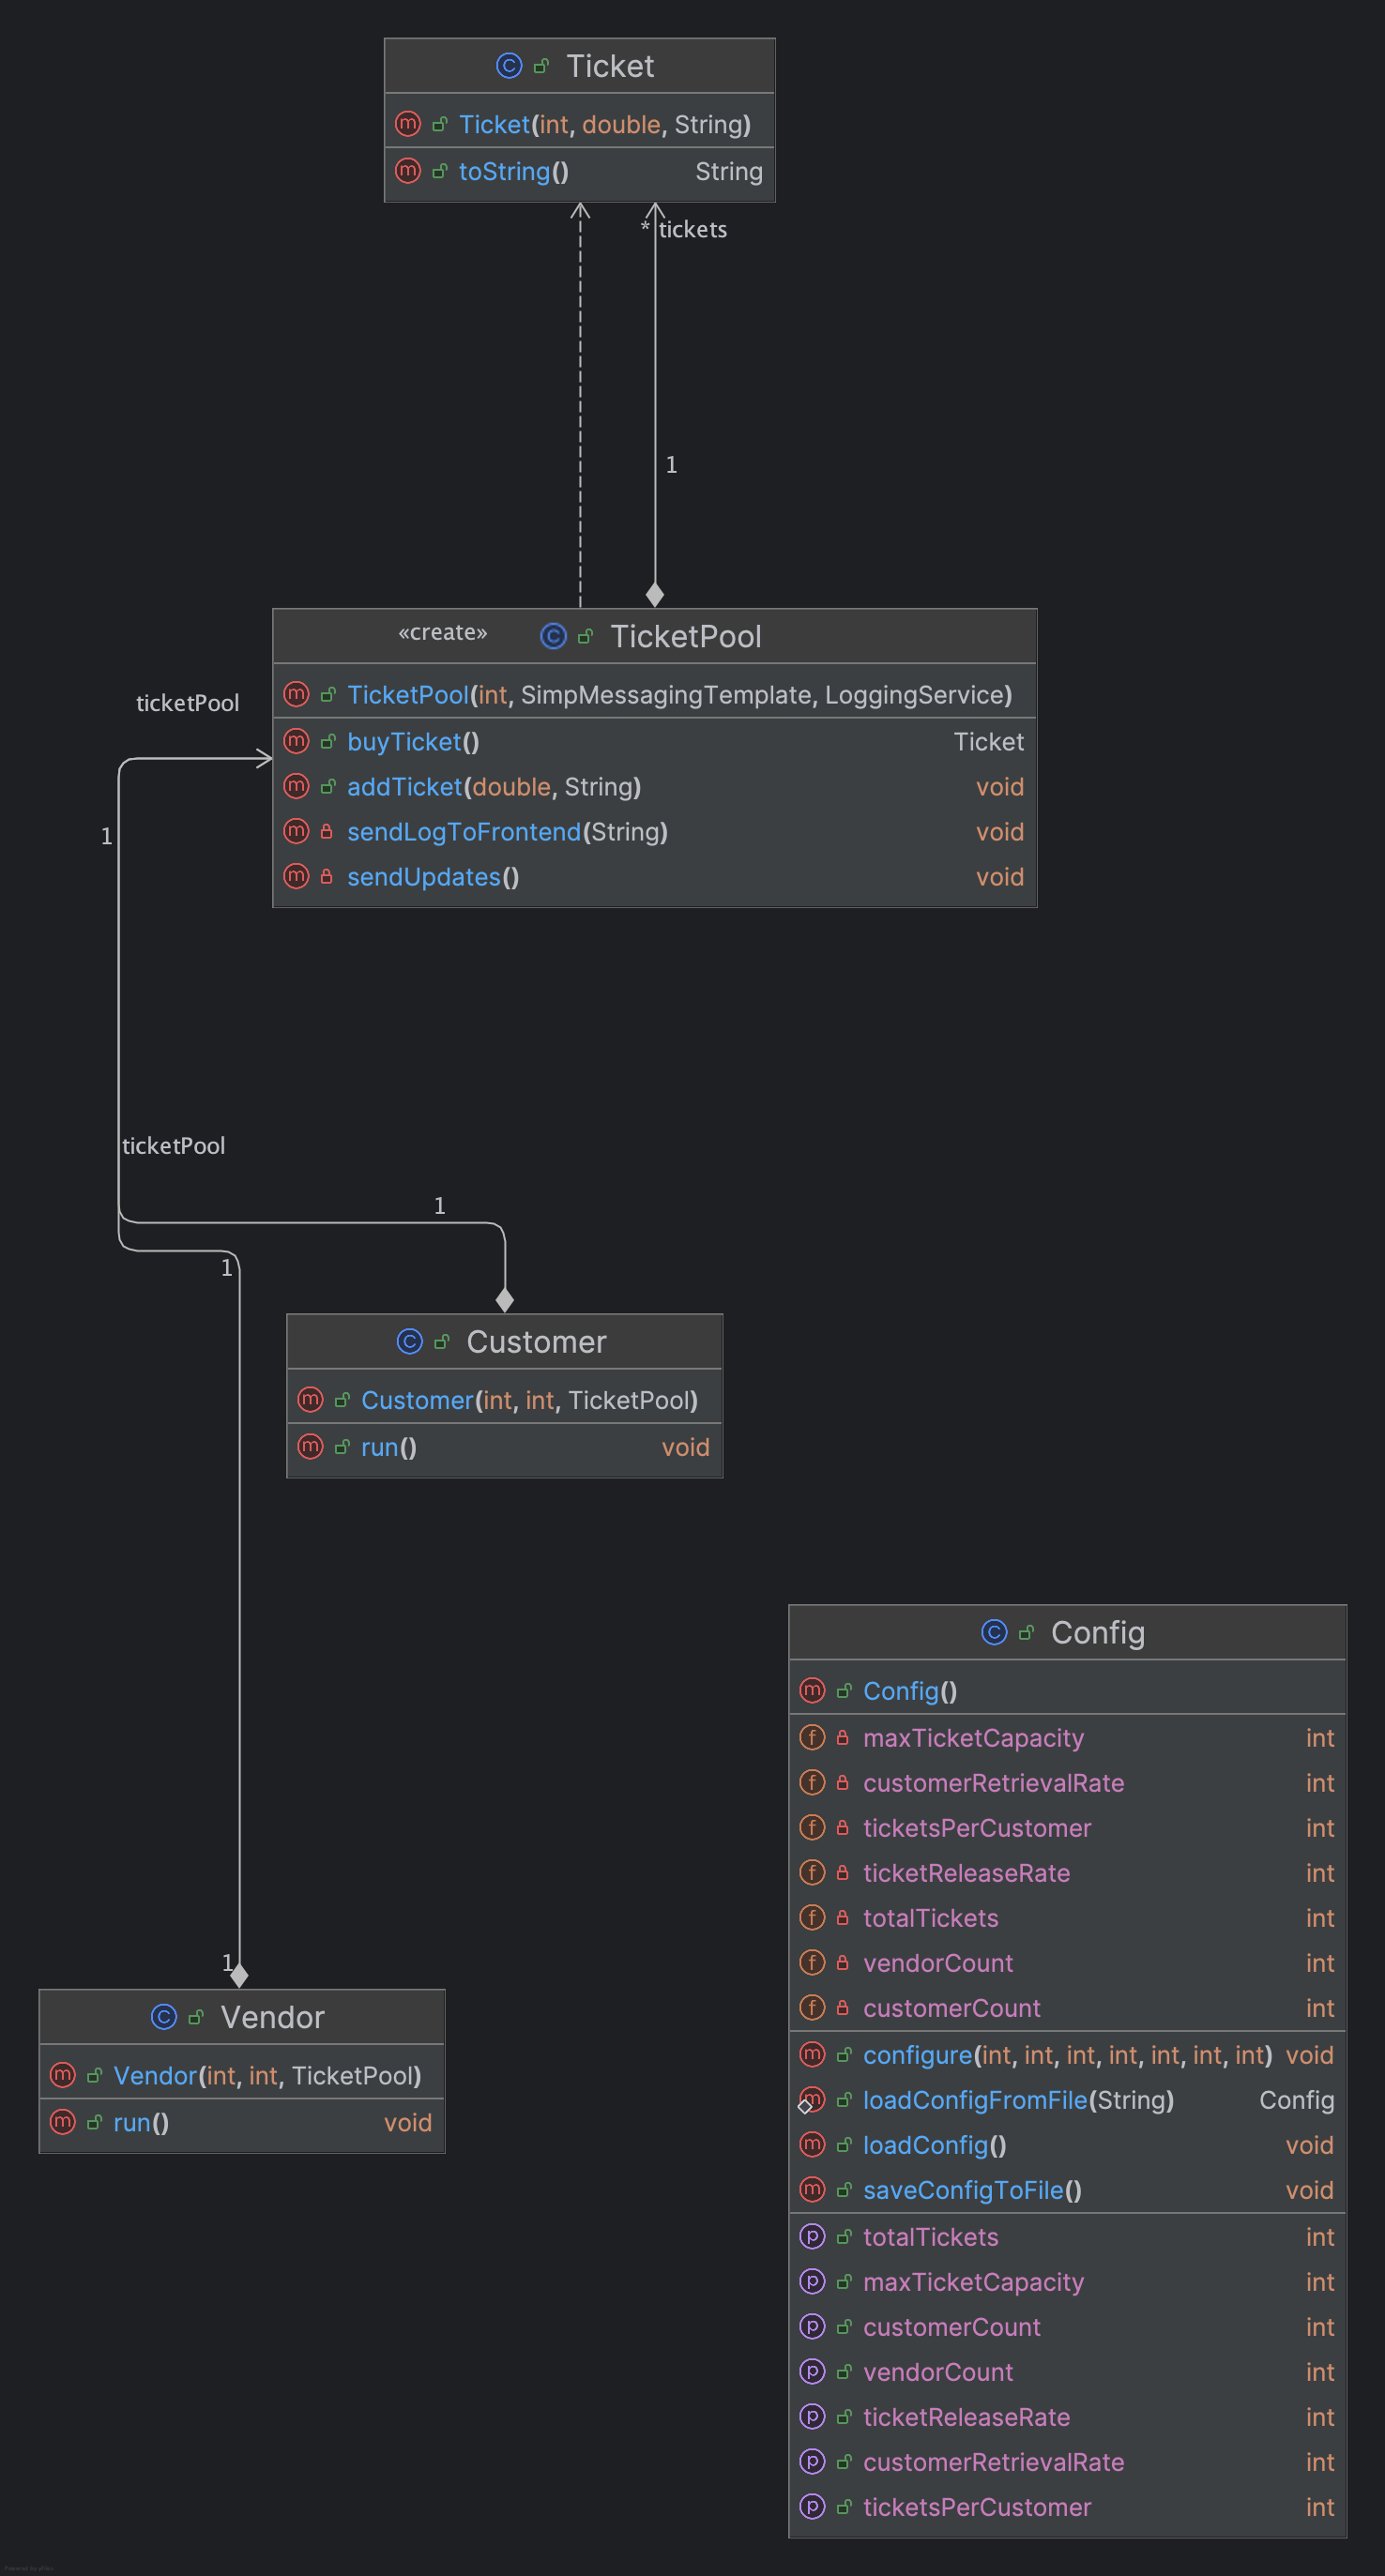 Ticket
Ticket(int, double, String)
toString() String
* tickets
1
«create» TicketPool
TicketPool(int, SimpMessagingTemplate, LoggingService)
buyTicket() Ticket
addTicket(double, String) void
sendLogToFrontend(String) void
sendUpdates() void
ticketPool
1
ticketPool
1
1
Customer
Customer(int, int, TicketPool)
run() void
Config
Config()
maxTicketCapacity int
customerRetrievalRate int
ticketsPerCustomer int
ticketReleaseRate int
totalTickets int
vendorCount int
customerCount int
configure(int, int, int, int, int, int, int) void
loadConfigFromFile(String) Config
loadConfig() void
saveConfigToFile() void
totalTickets int
maxTicketCapacity int
customerCount int
vendorCount int
ticketReleaseRate int
customerRetrievalRate int
ticketsPerCustomer int
1
Vendor
Vendor(int, int, TicketPool)
run() void
Powered by yFiles